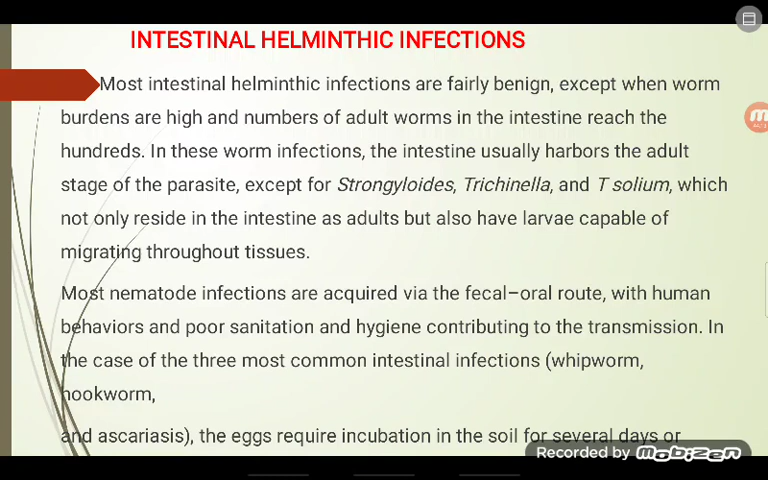 INTESTINAL HELMINTHIC INFECTIONS
Most intestinal helminthic infections are fairly benign, except when worm
burdens are high and numbers of adult worms in the intestine reach the
hundreds. In these worm infections, the intestine usually harbors the adult
stage of the parasite, except for Strongyloides, Trichinella, and T solium, which
not only reside in the intestine as adults but also have larvae capable of
migrating throughout tissues.
Most nematode infections are acquired via the fecal–oral route, with human
behaviors and poor sanitation and hygiene contributing to the transmission. In
the case of the three most common intestinal infections (whipworm,
hookworm,
and ascariasis), the eggs require incubation in the soil for several days or
Recorded by mobizen